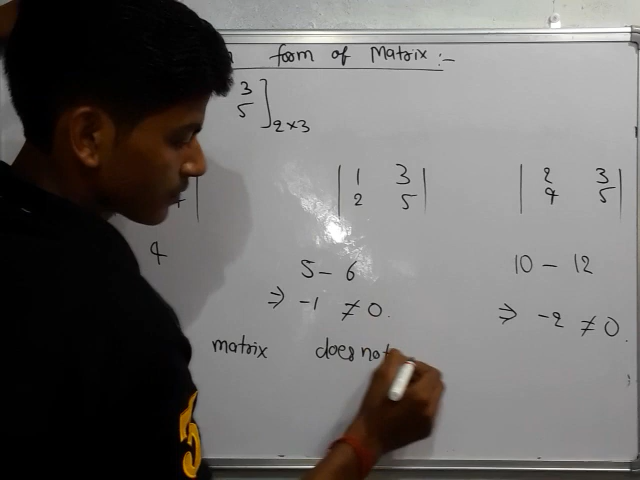 form of Matrix :-
3
5 ] 2×3
| 1 3 | | 2 3 |
| 2 5 | | 4 5 |
4 5 - 6 10 - 12
⇒ -1 ≠ 0. ⇒ -2 ≠ 0.
matrix does not
5